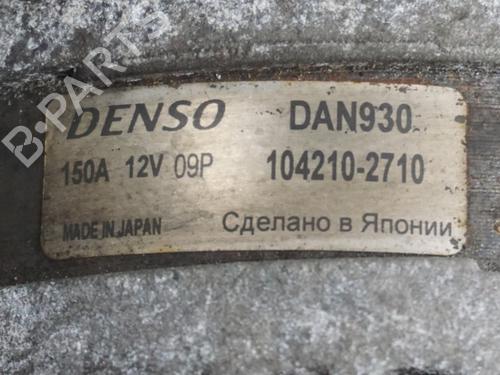 B-PARTS
DENSO DAN930
150A 12V 09P 104210-2710
MADE IN JAPAN Сделано в Японии